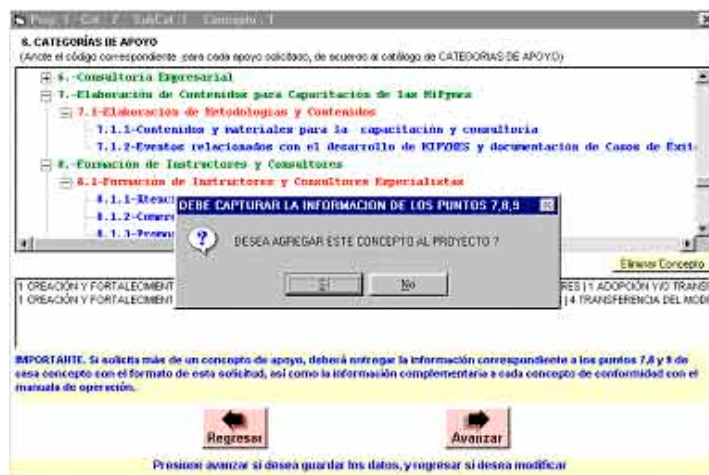 Proy: 1 Cat: 7 SubCat: 1 Concepto: 1
6. CATEGORÍAS DE APOYO
(Anote el código correspondiente para cada apoyo solicitado, de acuerdo al catálogo de CATEGORÍAS DE APOYO)
6.-Consultoría Empresarial
7.-Elaboración de Contenidos para Capacitación de las MiPymes
7.1-Elaboración de Metodologías y Contenidos
7.1.1-Contenidos y materiales para la capacitación y consultoría
7.1.2-Eventos relacionados con el desarrollo de MIPYMES y documentación de Casos de Exit
8.-Formación de Instructores y Consultores
8.1-Formación de Instructores y Consultores Especialistas
8.1.1-
8.1.2-
8.1.3-
DEBE CAPTURAR LA INFORMACION DE LOS PUNTOS 7,8,9
DESEA AGREGAR ESTE CONCEPTO AL PROYECTO ?
Sí
No
Eliminar Concepto
1 CREACIÓN Y FORTALECIMIENT RES | 1 ADOPCIÓN Y/O TRANS
1 CREACIÓN Y FORTALECIMIENT | 4 TRANSFERENCIA DEL MOD
IMPORTANTE. Si solicita más de un concepto de apoyo, deberá entregar la información correspondiente a los puntos 7,8 y 9 de
concepto con el formato de esta solicitud, así como la información complementaria a cada concepto de conformidad con el
manual de operación.
Regresar
Avanzar
Presione avanzar si desea guardar los datos, y regresar si desea modificar